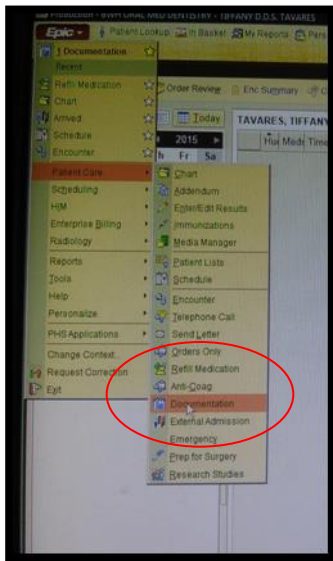 Production - BWH ORAL MED DENTISTRY - TIFFANY D.D.S. TAVARES
Epic
Patient Lookup
In Basket
My Reports
Pers
1 Documentation
Recent
Refill Medication
Chart
Arrived
Schedule
Encounter
Patient Care
Scheduling
HIM
Enterprise Billing
Radiology
Reports
Tools
Help
Personalize
PHS Applications
Change Context...
Request Correction
Exit
Order Review
Enc Summary
Today
TAVARES, TIFFAN
2015
h Fr Sa
Time
Chart
Addendum
Enter/Edit Results
Immunizations
Media Manager
Patient Lists
Schedule
Encounter
Telephone Call
Send Letter
Orders Only
Refill Medication
Anti-Coag
Documentation
External Admission
Emergency
Prep for Surgery
Research Studies